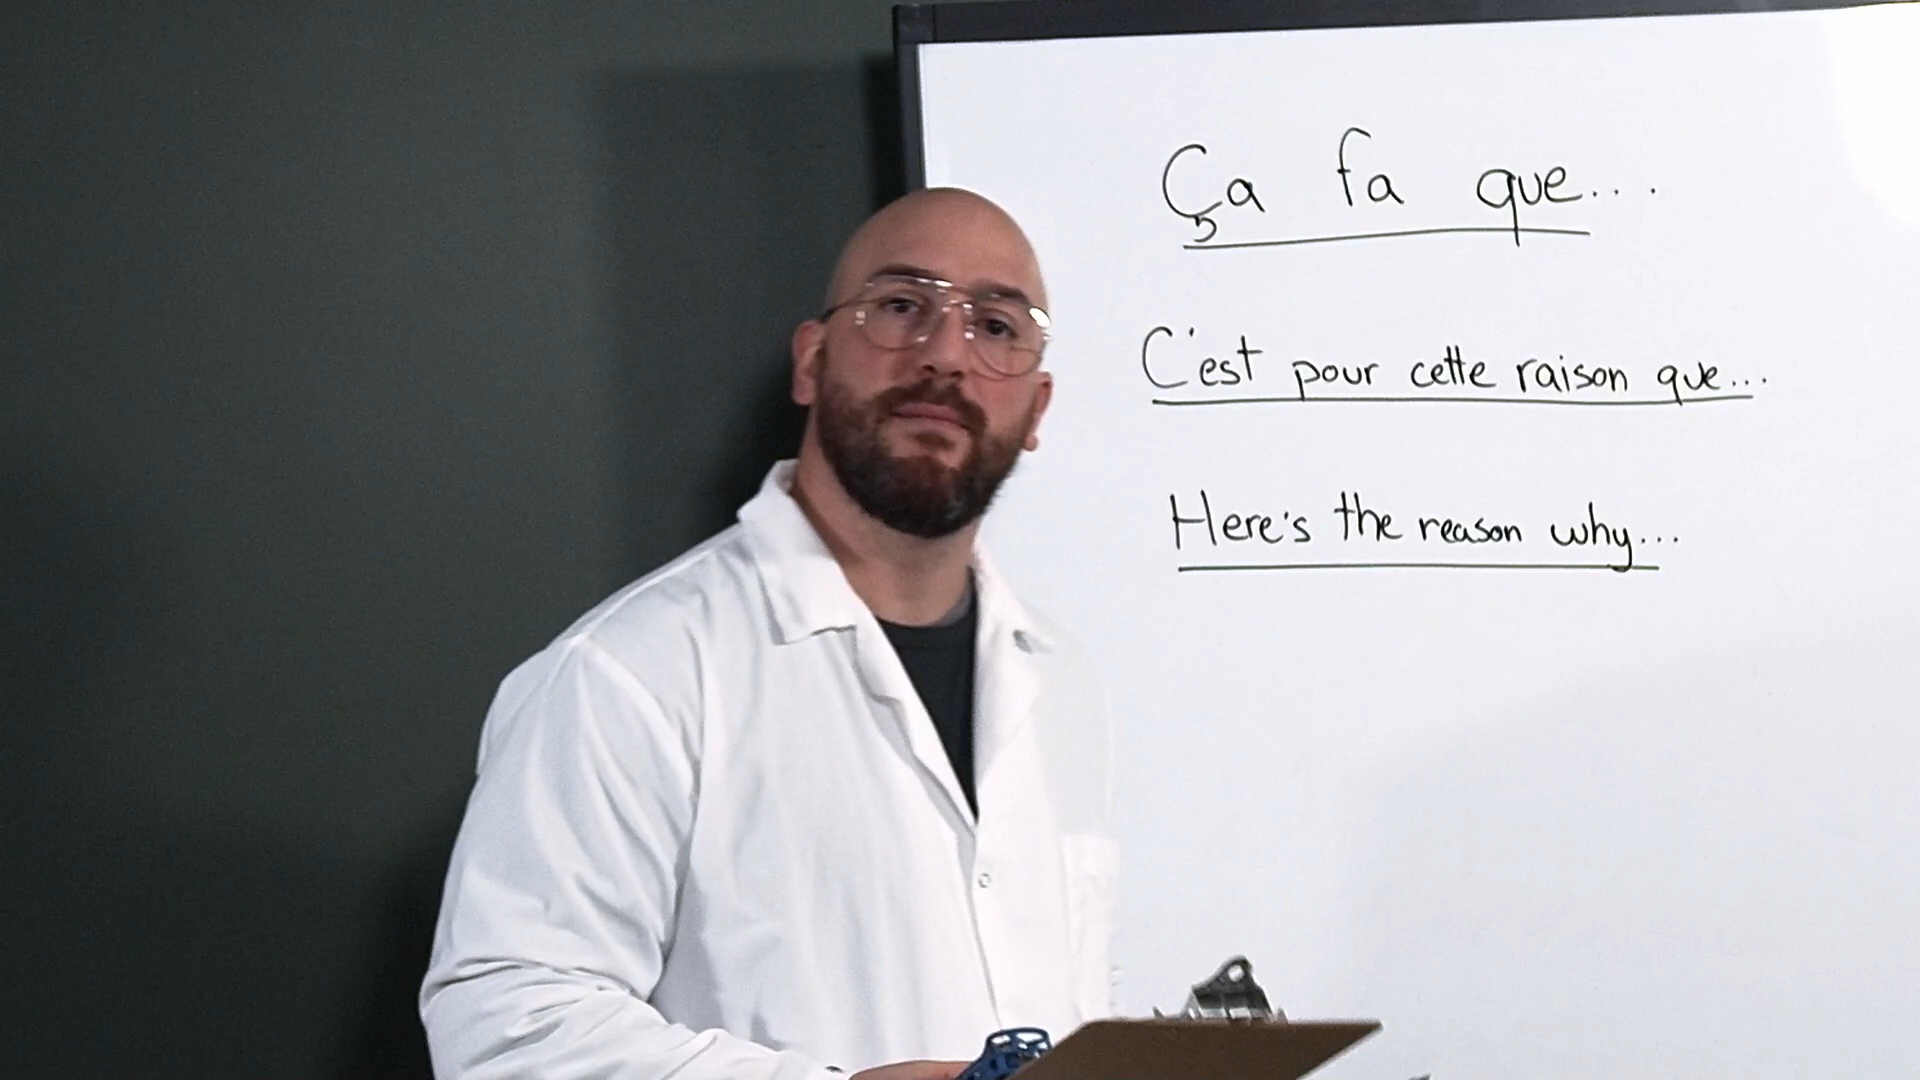 Ça fa que...
C'est pour cette raison que...
Here's the reason why...